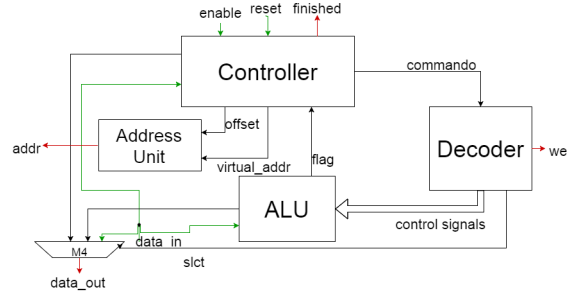 enable
reset
finished
Controller
commando
offset
Address
Unit
addr
virtual_addr
flag
Decoder
we
ALU
control signals
data_in
M4
slct
data_out